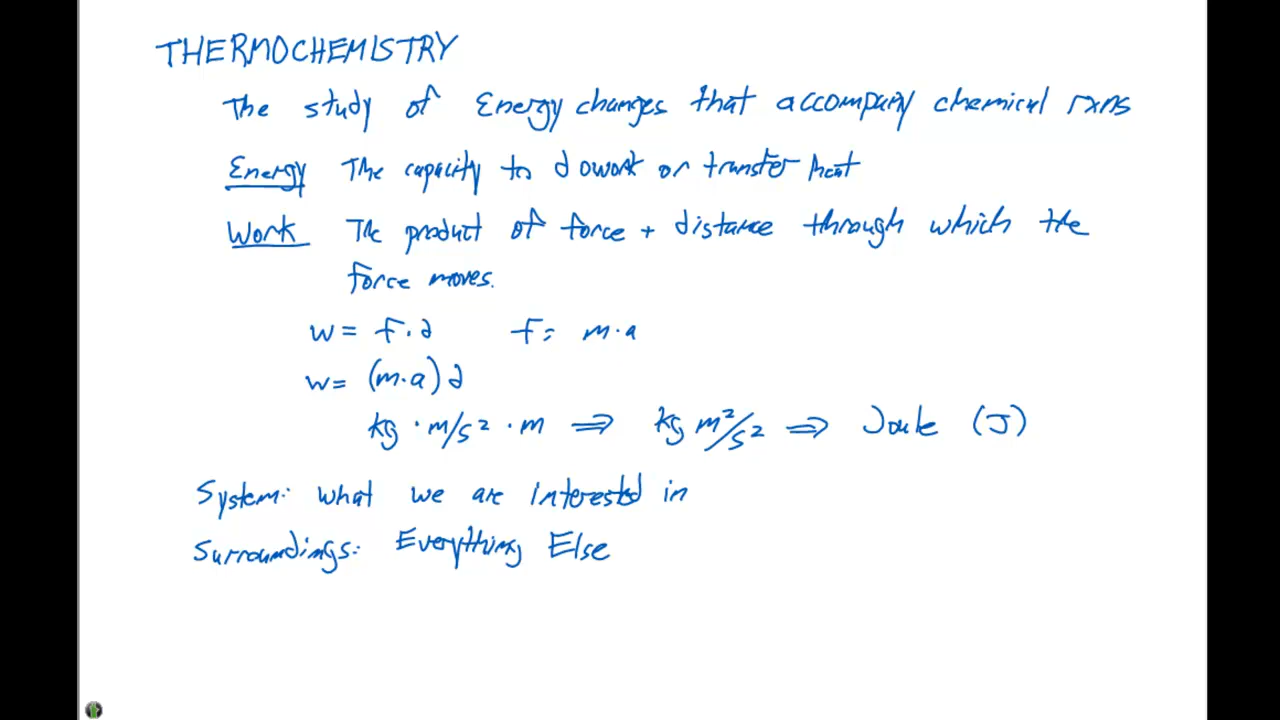 THERMOCHEMISTRY
The study of Energy changes that accompany chemical rxns
Energy The capacity to do work or transfer heat
Work The product of force + distance through which the
force moves.
w = F·d F= m·a
w= (m·a)d
kg · m/s² · m ⟹ kg m²/s² ⟹ Joule (J)
System: what we are interested in
Surroundings: Everything Else